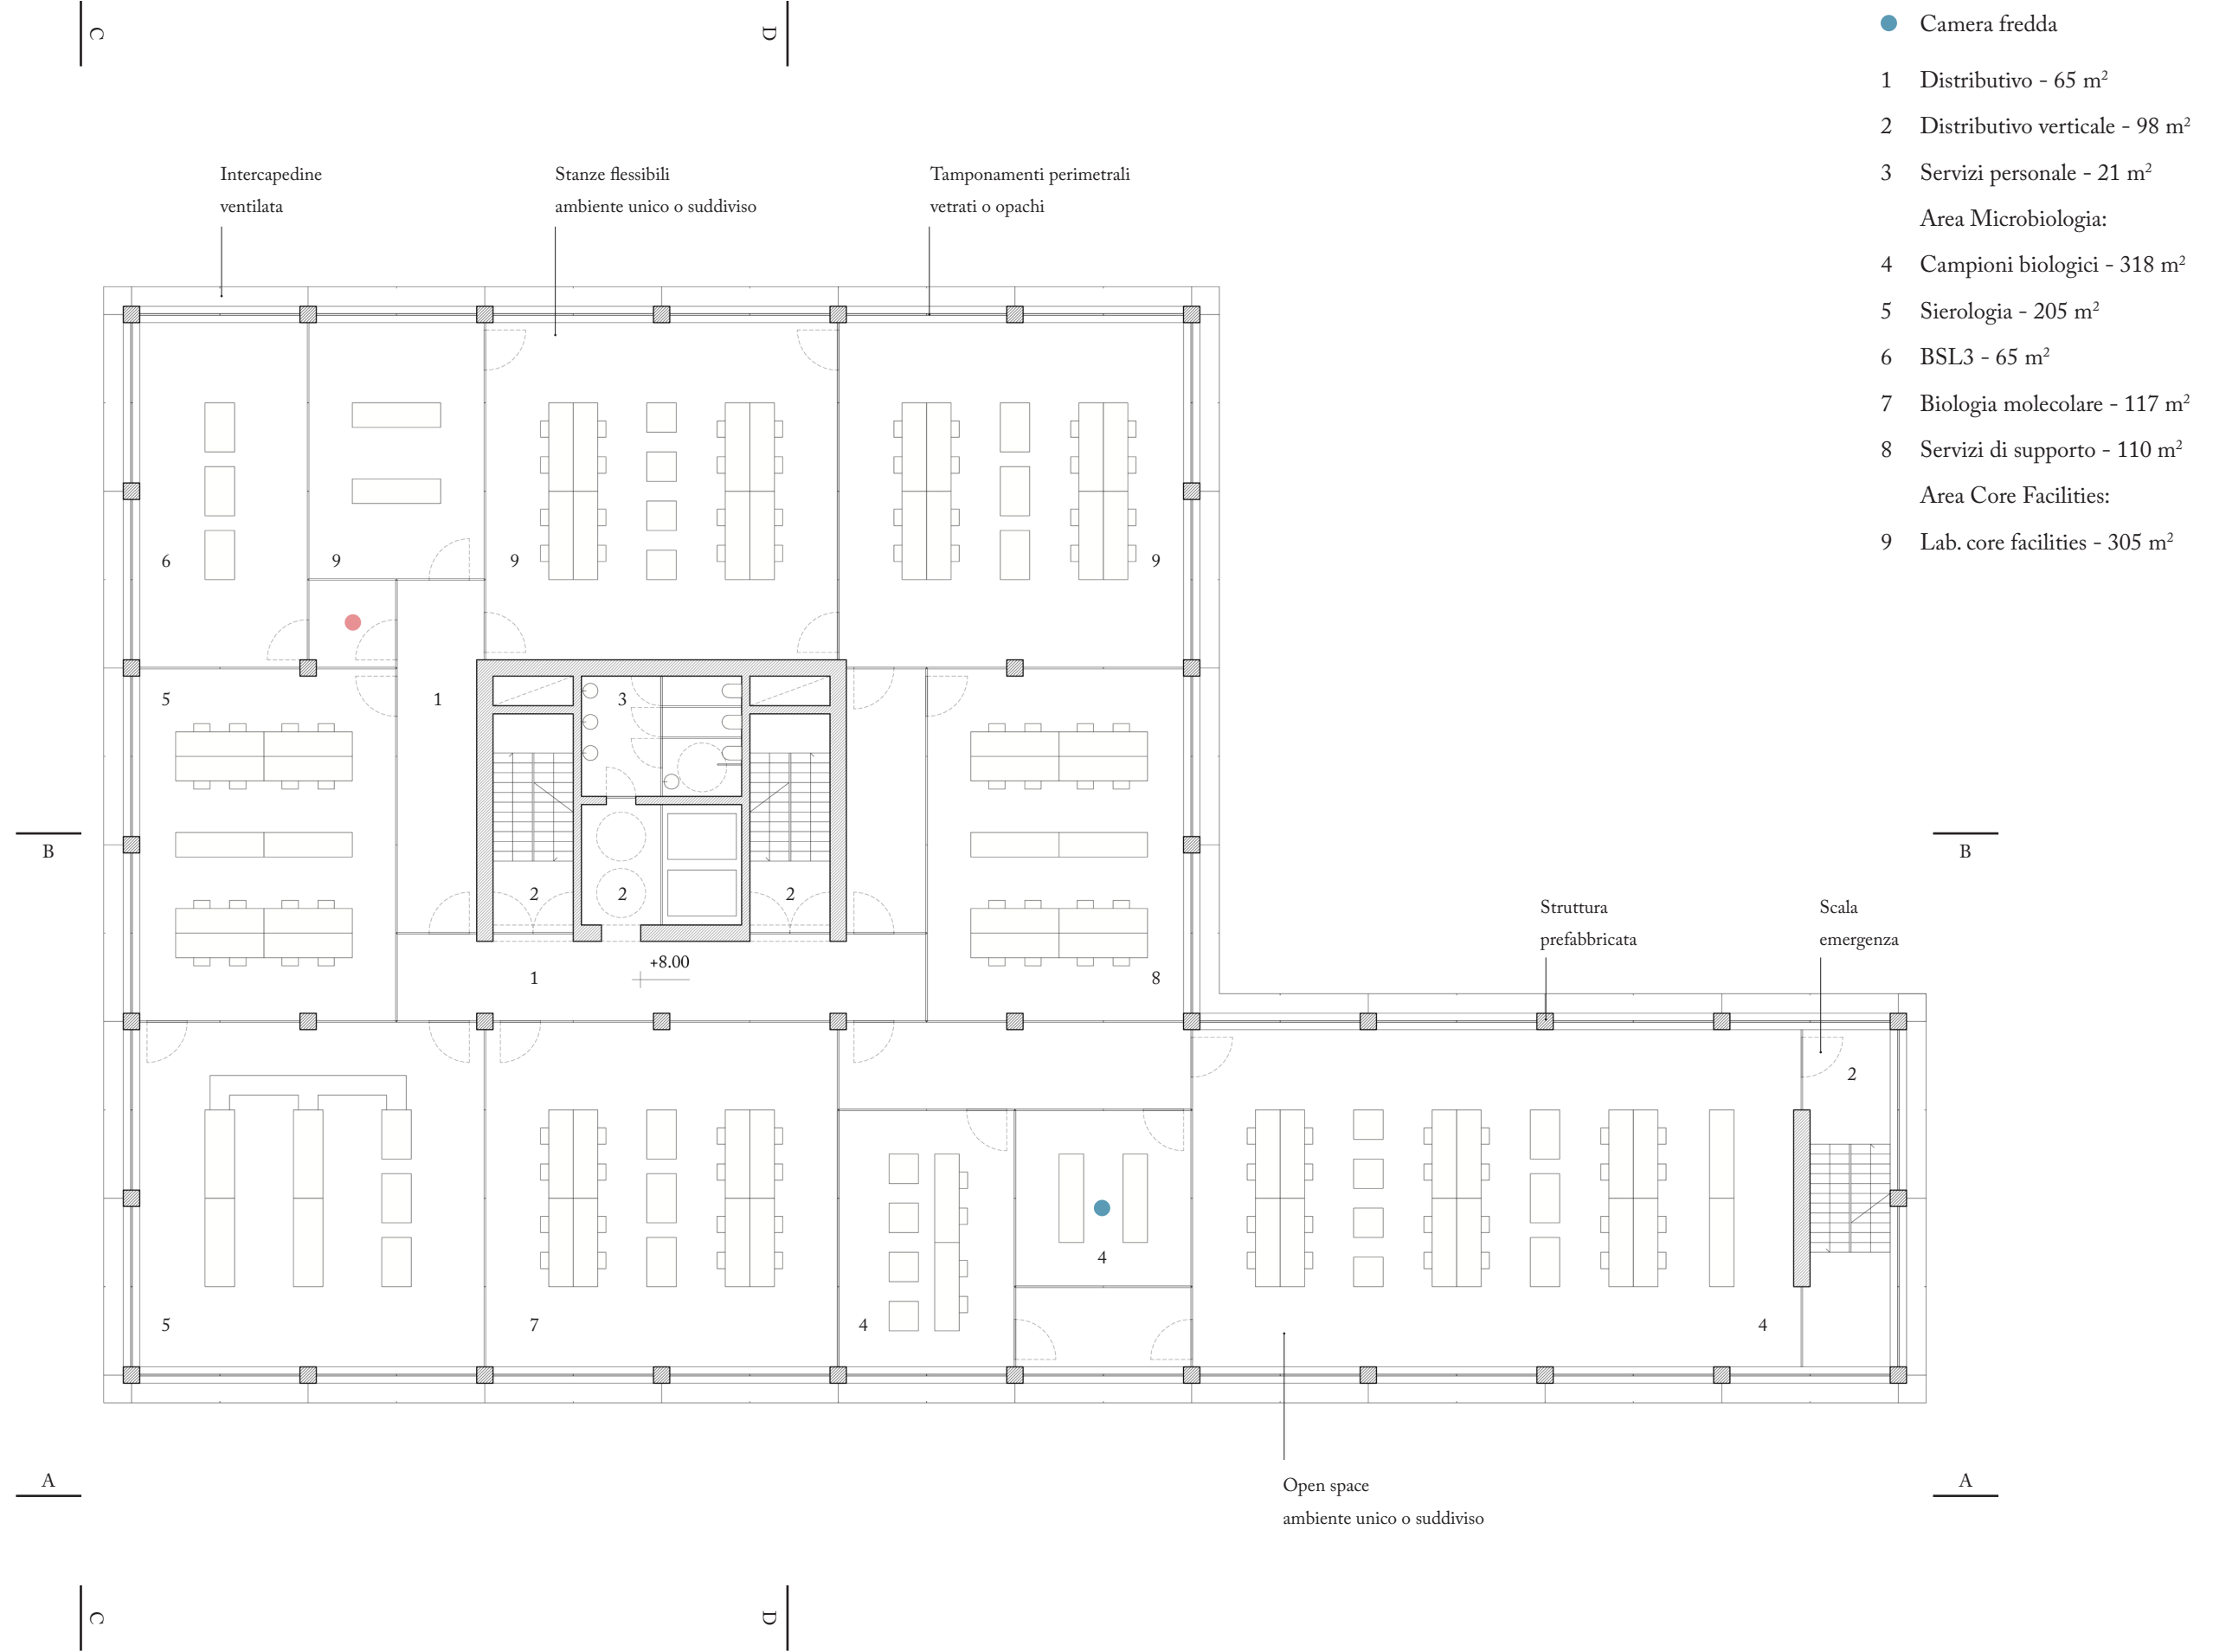 C
D
Camera fredda
1 Distributivo - 65 m²
2 Distributivo verticale - 98 m²
3 Servizi personale - 21 m²
Area Microbiologia:
4 Campioni biologici - 318 m²
5 Sierologia - 205 m²
6 BSL3 - 65 m²
7 Biologia molecolare - 117 m²
8 Servizi di supporto - 110 m²
Area Core Facilities:
9 Lab. core facilities - 305 m²
Intercapedine
ventilata
Stanze flessibili
ambiente unico o suddiviso
Tamponamenti perimetrali
vetrati o opachi
6
9
9
9
5
1
3
B
B
2
2
2
Struttura
prefabbricata
Scala
emergenza
+8.00
1
8
2
4
5
7
4
4
A
A
Open space
ambiente unico o suddiviso
C
D